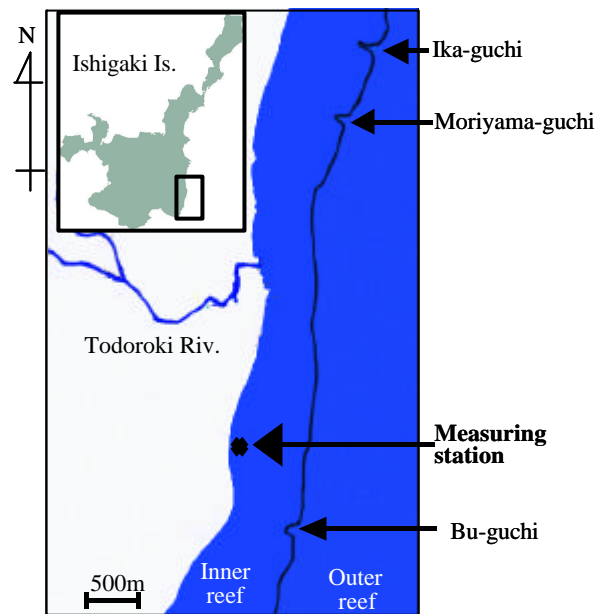 N
Ishigaki Is.
Ika-guchi
Moriyama-guchi
Todoroki Riv.
Measuring
station
Bu-guchi
Inner
reef
Outer
reef
500m